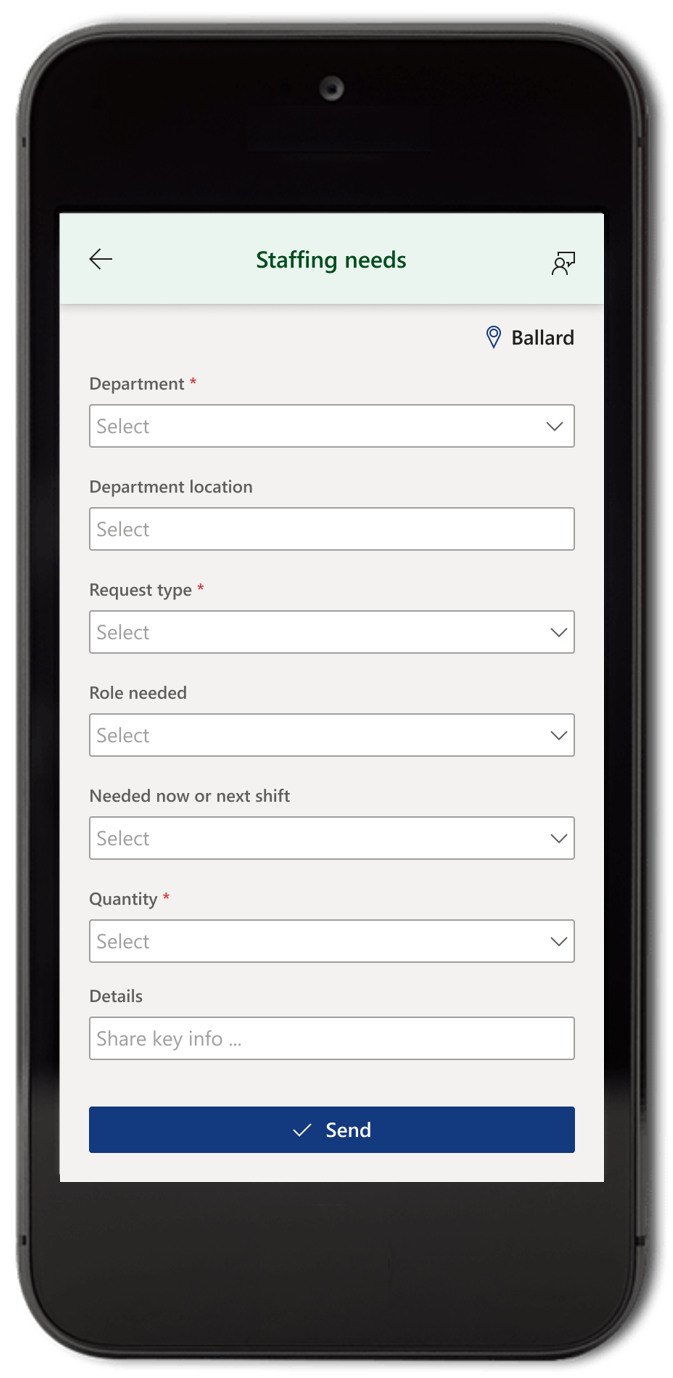 Staffing needs
Ballard
Department *
Select
Department location
Select
Request type *
Select
Role needed
Select
Needed now or next shift
Select
Quantity *
Select
Details
Share key info ...
Send